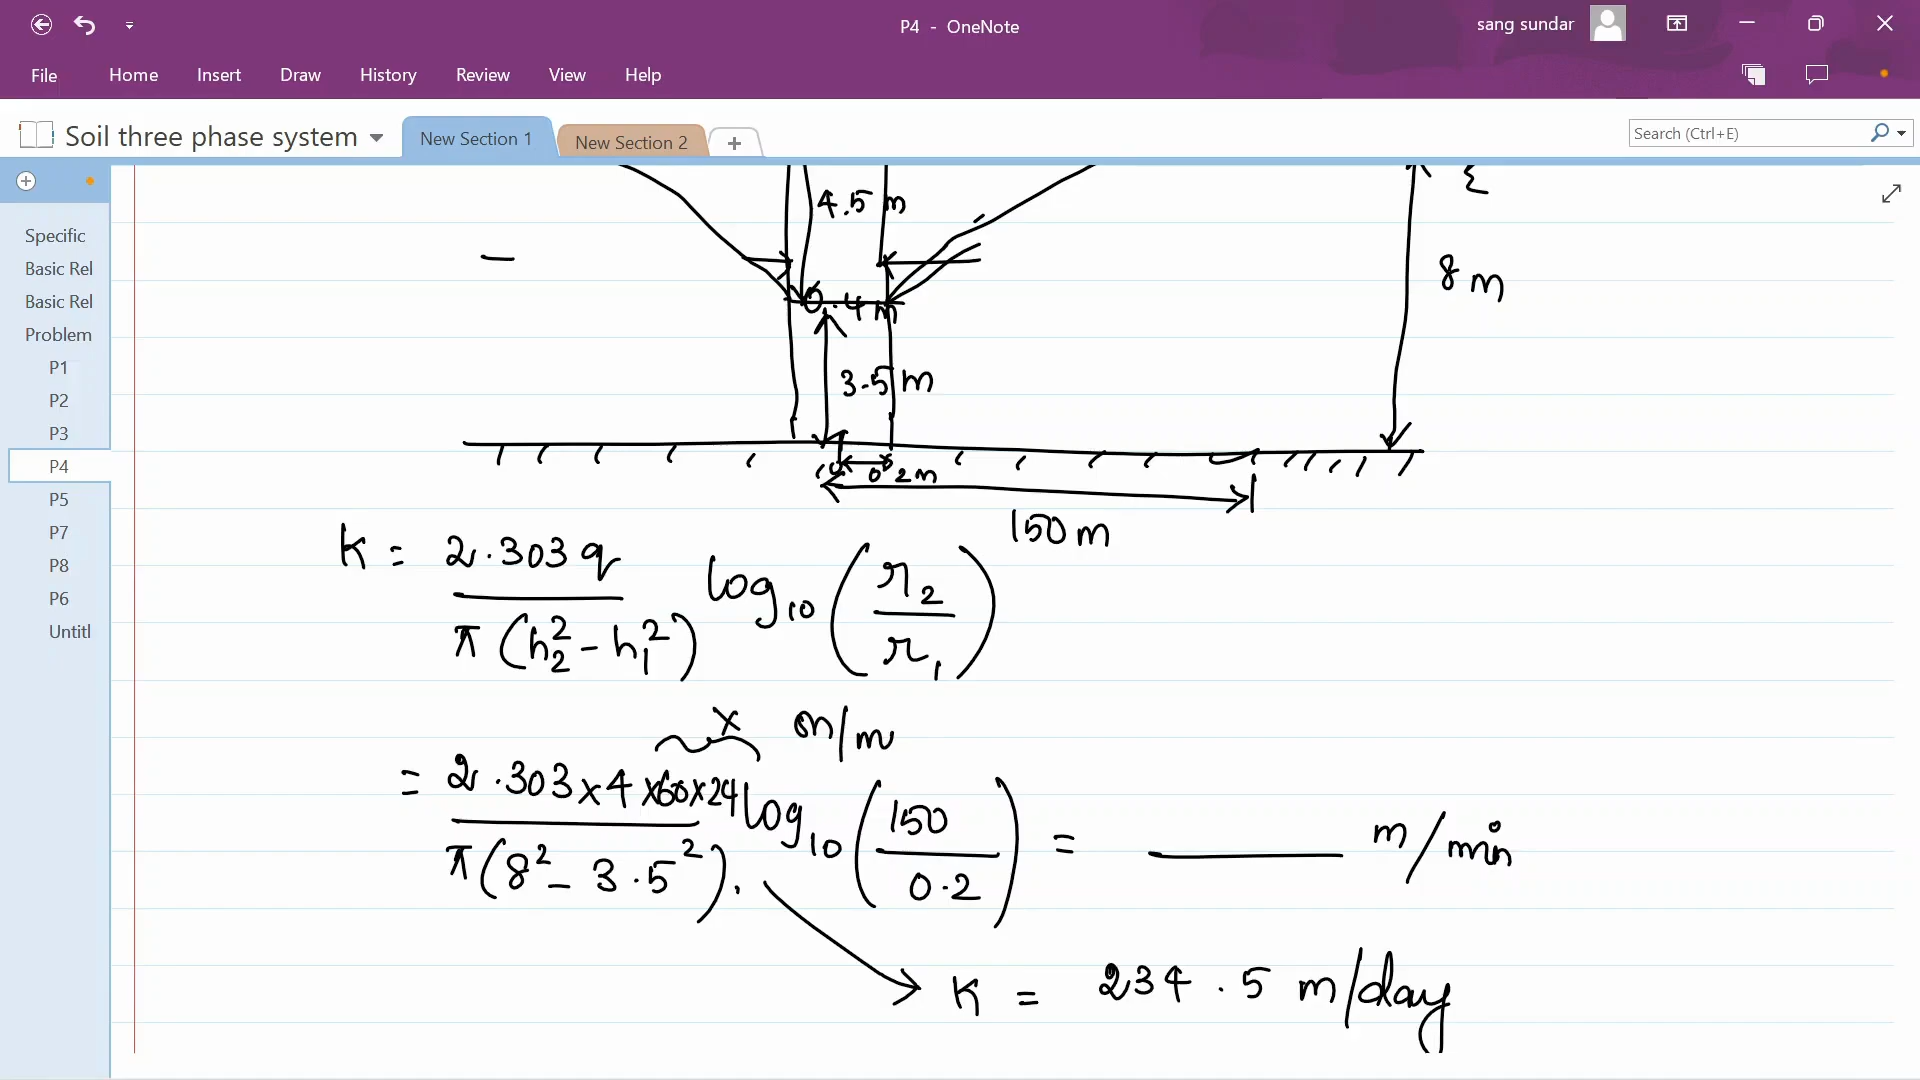 P4 - OneNote
sang sundar
File Home Insert Draw History Review View Help
Soil three phase system
New Section 1
New Section 2
Search (Ctrl+E)
Specific
Basic Rel
Basic Rel
Problem
P1
P2
P3
P4
P5
P7
P8
P6
Untitl
4.5 m
8 m
0.4 m
3.5 m
0.2 m
150 m
K = 2.303 q / π (h₂² - h₁²) log₁₀ (r₂ / r₁)
x m/m
= 2.303 x 4 x 60 x 24 / π (8² - 3.5²) . log₁₀ (150 / 0.2) = ____ m/min
K = 234.5 m/day